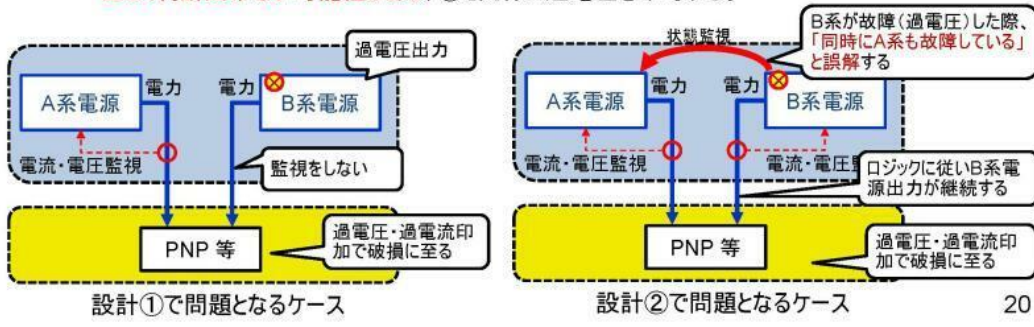 過電圧出力
A系電源
電力
電力
B系電源
電流・電圧監視
監視をしない
PNP 等
過電圧・過電流印
加で破損に至る
設計①で問題となるケース
状態監視
B系が故障（過電圧）した際、
「同時にA系も故障している」
と誤解する
A系電源
電力
電力
B系電源
電流・電圧監視
電流・電圧
ロジックに従いB系電
源出力が継続する
PNP 等
過電圧・過電流印
加で破損に至る
設計②で問題となるケース
20